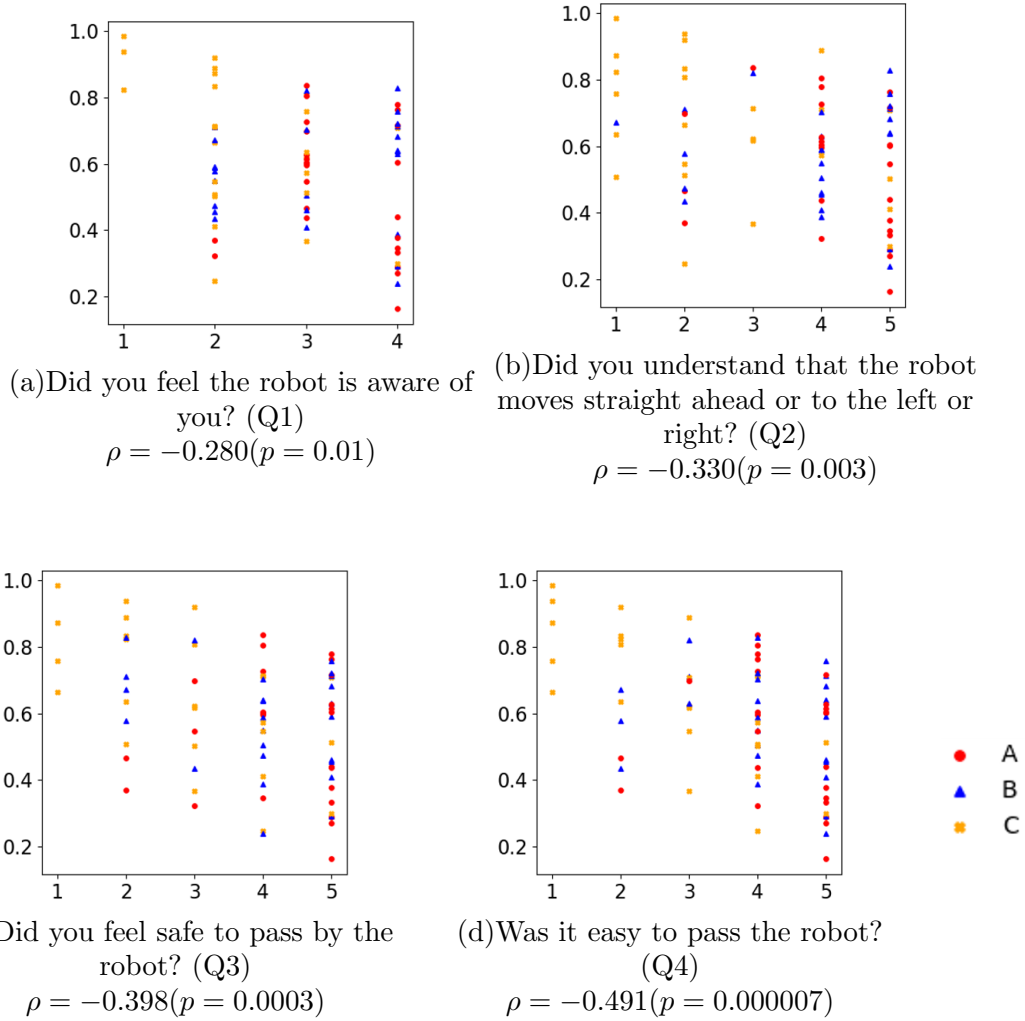 1.0
0.8
0.6
0.4
0.2
1 2 3 4
(a)Did you feel the robot is aware of
you? (Q1)
ρ = −0.280(p = 0.01)
1.0
0.8
0.6
0.4
0.2
1 2 3 4 5
(b)Did you understand that the robot
moves straight ahead or to the left or
right? (Q2)
ρ = −0.330(p = 0.003)
1.0
0.8
0.6
0.4
0.2
1 2 3 4 5
Did you feel safe to pass by the
robot? (Q3)
ρ = −0.398(p = 0.0003)
1.0
0.8
0.6
0.4
0.2
1 2 3 4 5
(d)Was it easy to pass the robot?
(Q4)
ρ = −0.491(p = 0.000007)
A
B
C